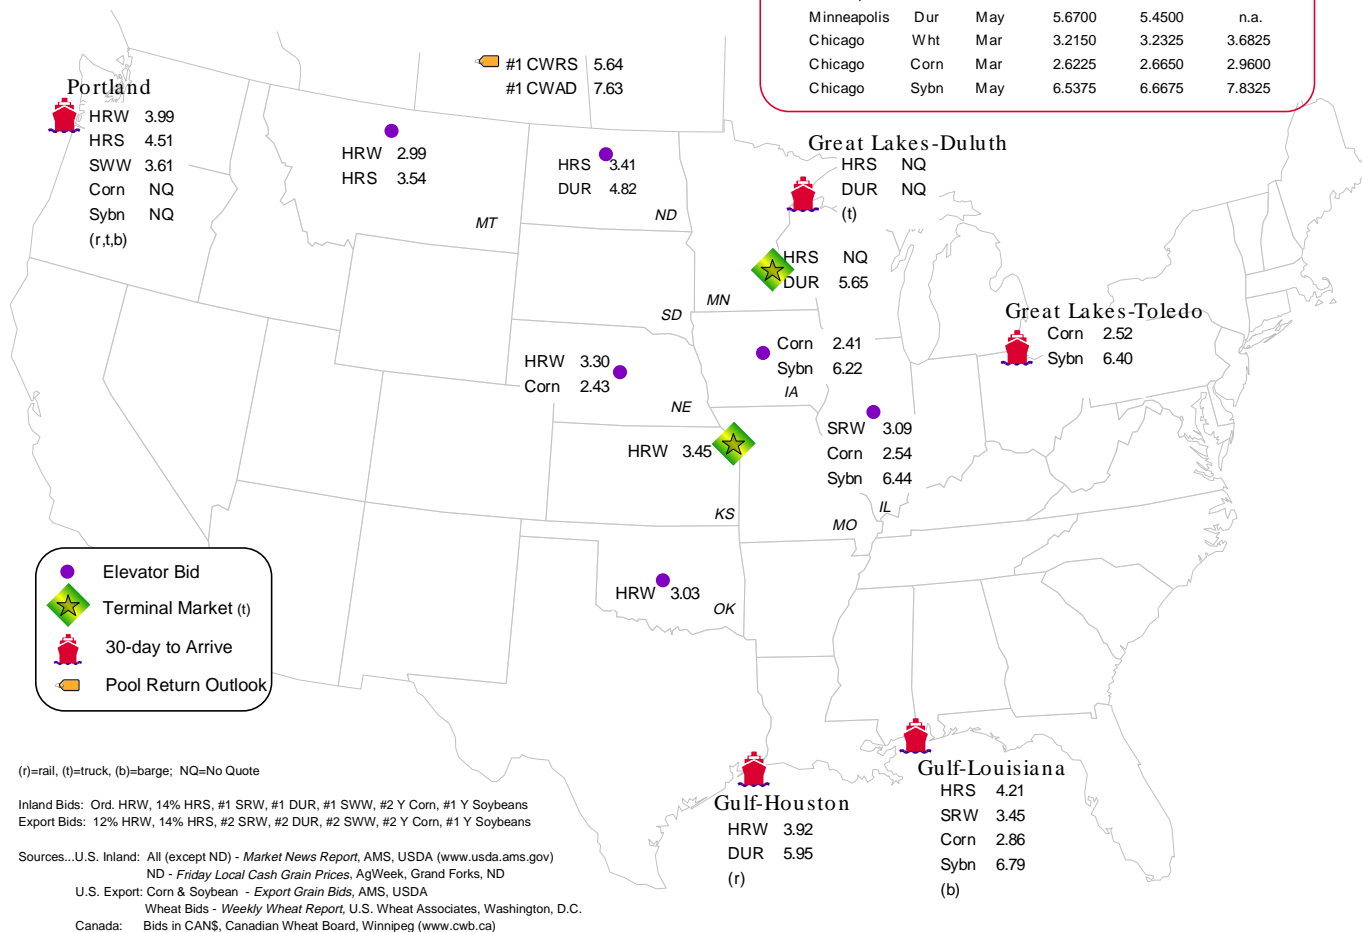 Minneapolis Dur May 5.6700 5.4500 n.a.
Chicago Wht Mar 3.2150 3.2325 3.6825
Chicago Corn Mar 2.6225 2.6650 2.9600
Chicago Sybn May 6.5375 6.6675 7.8325
#1 CWRS 5.64
#1 CWAD 7.63
Portland
HRW 3.99
HRS 4.51
SWW 3.61
Corn NQ
Sybn NQ
(r,t,b)
HRW 2.99
HRS 3.54
MT
HRS 3.41
DUR 4.82
ND
Great Lakes-Duluth
HRS NQ
DUR NQ
(t)
HRS NQ
DUR 5.65
MN
SD
Great Lakes-Toledo
Corn 2.52
Sybn 6.40
Corn 2.41
Sybn 6.22
IA
HRW 3.30
Corn 2.43
NE
SRW 3.09
Corn 2.54
Sybn 6.44
IL
HRW 3.45
KS
MO
HRW 3.03
OK
Elevator Bid
Terminal Market (t)
30-day to Arrive
Pool Return Outlook
Gulf-Louisiana
HRS 4.21
SRW 3.45
Corn 2.86
Sybn 6.79
(b)
Gulf-Houston
HRW 3.92
DUR 5.95
(r)
(r)=rail, (t)=truck, (b)=barge; NQ=No Quote
Inland Bids: Ord. HRW, 14% HRS, #1 SRW, #1 DUR, #1 SWW, #2 Y Corn, #1 Y Soybeans
Export Bids: 12% HRW, 14% HRS, #2 SRW, #2 DUR, #2 SWW, #2 Y Corn, #1 Y Soybeans
Sources...U.S. Inland: All (except ND) - Market News Report, AMS, USDA (www.usda.ams.gov)
ND - Friday Local Cash Grain Prices, AgWeek, Grand Forks, ND
U.S. Export: Corn & Soybean - Export Grain Bids, AMS, USDA
Wheat Bids - Weekly Wheat Report, U.S. Wheat Associates, Washington, D.C.
Canada: Bids in CAN$, Canadian Wheat Board, Winnipeg (www.cwb.ca)